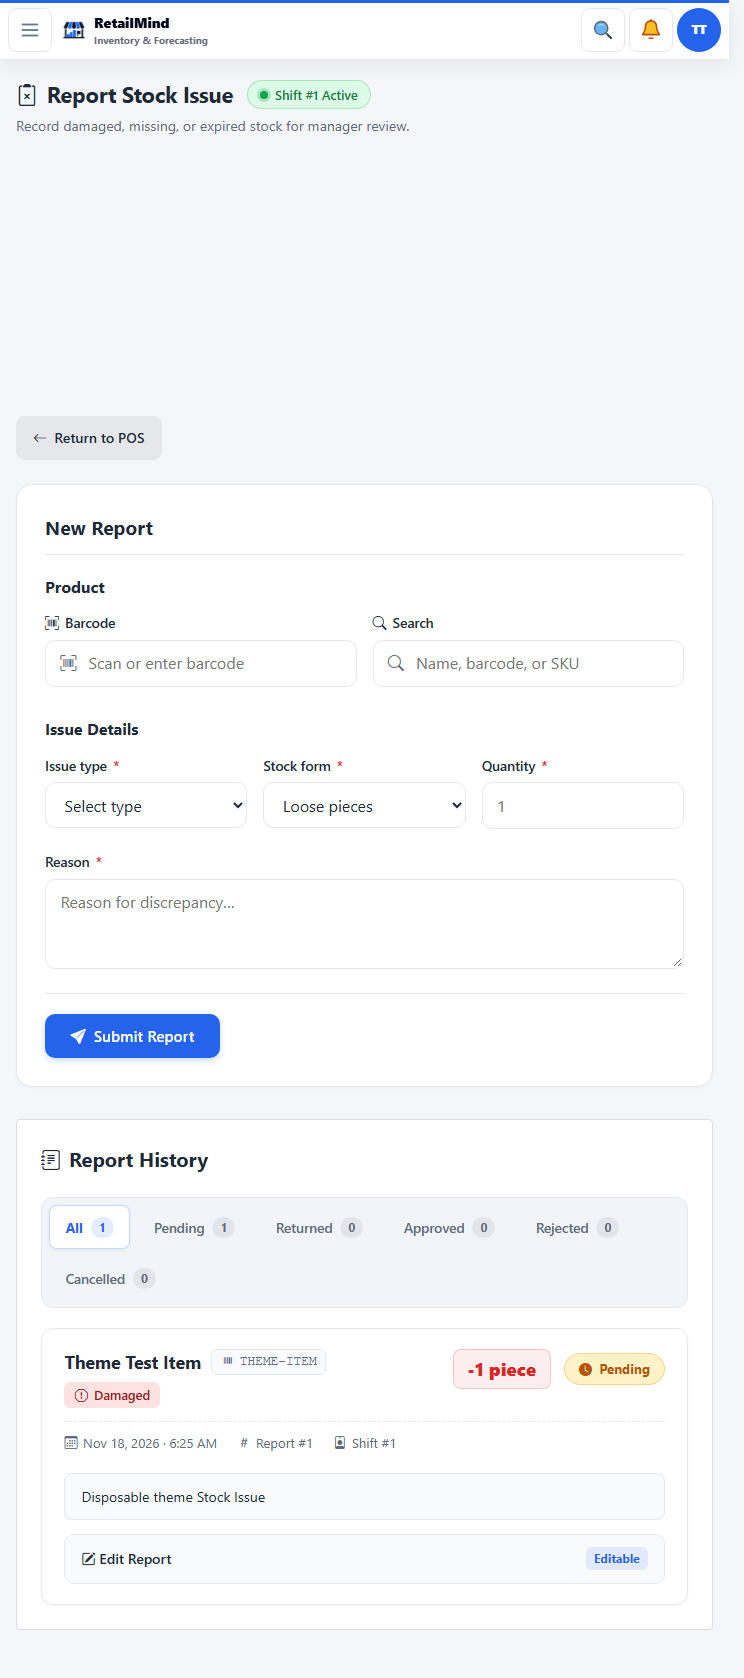 RetailMind
Inventory & Forecasting
TT
Report Stock Issue
Shift #1 Active
Record damaged, missing, or expired stock for manager review.
← Return to POS
New Report
Product
Barcode
Search
Scan or enter barcode
Name, barcode, or SKU
Issue Details
Issue type *
Stock form *
Quantity *
Select type
Loose pieces
1
Reason *
Reason for discrepancy...
Submit Report
Report History
All 1
Pending 1
Returned 0
Approved 0
Rejected 0
Cancelled 0
Theme Test Item
THEME-ITEM
-1 piece
Pending
Damaged
Nov 18, 2026 · 6:25 AM
# Report #1
Shift #1
Disposable theme Stock Issue
Edit Report
Editable